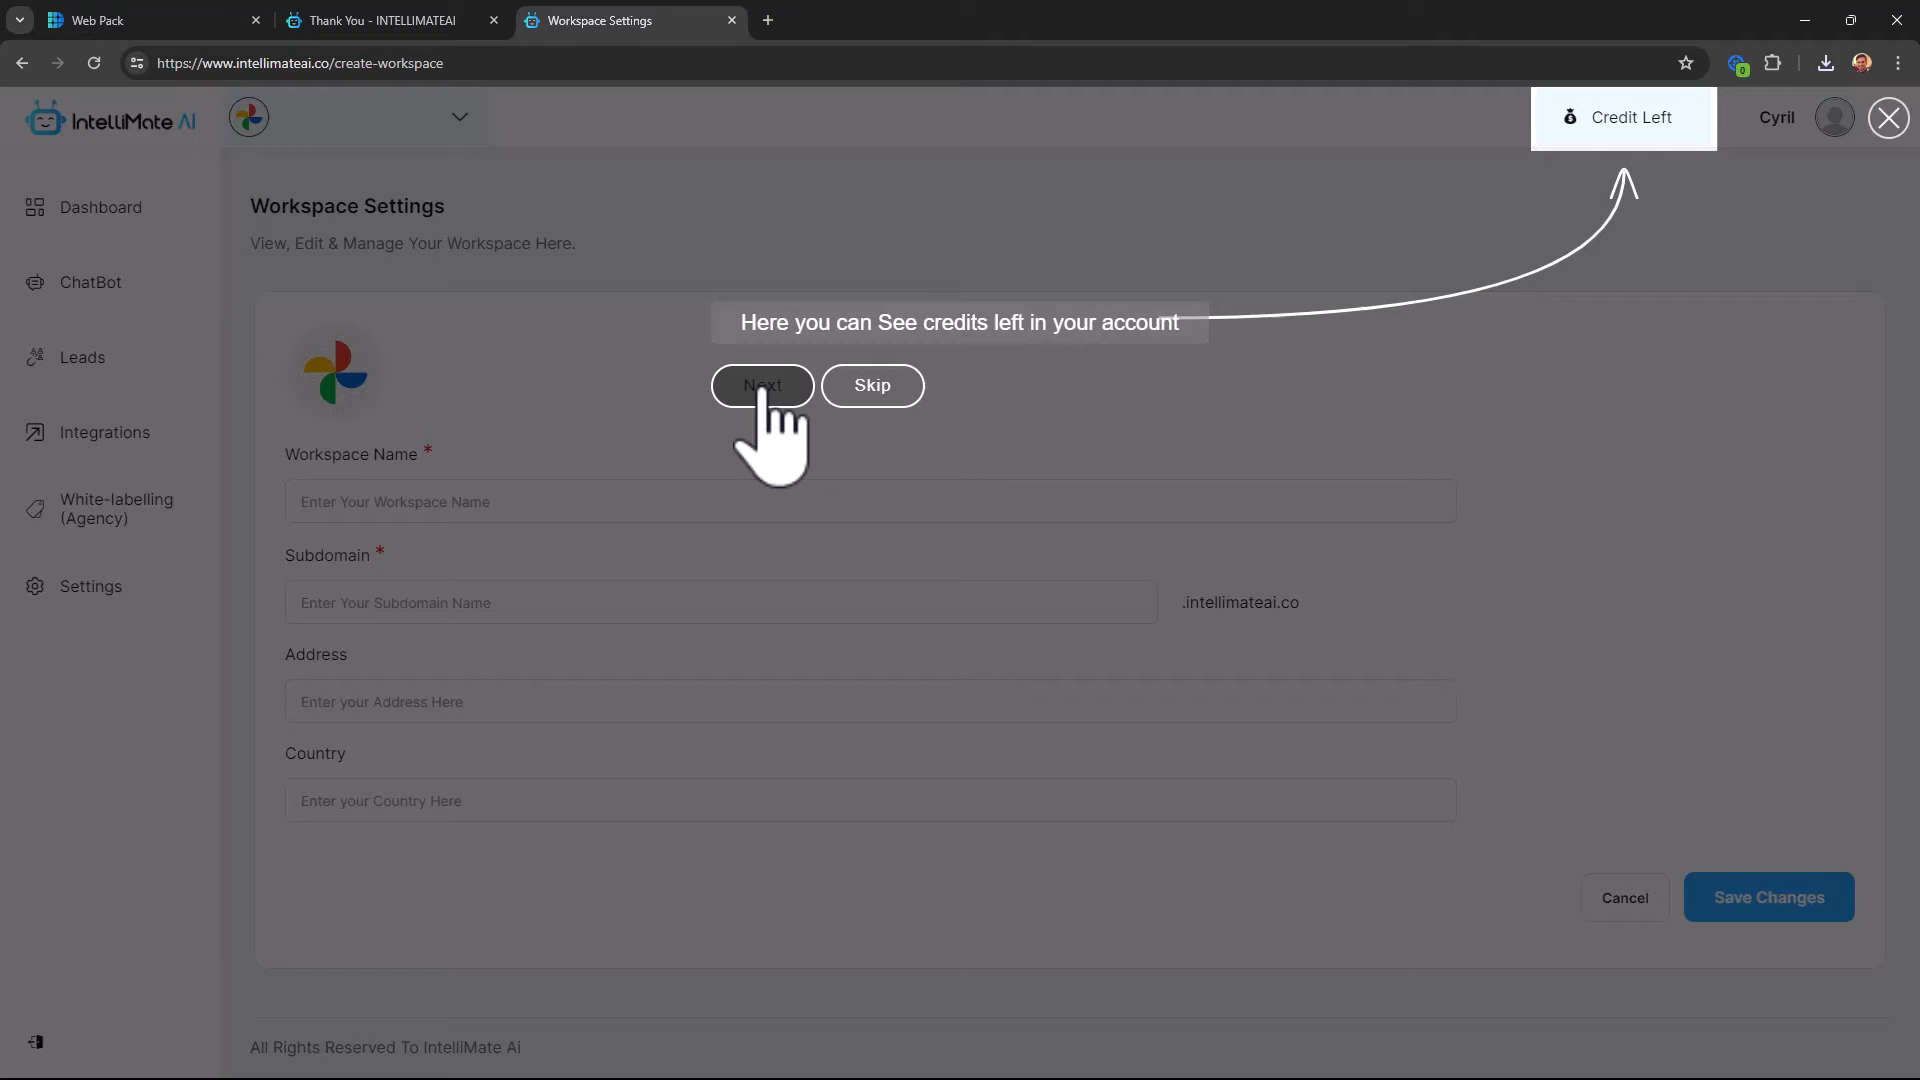 Web Pack
Thank You - INTELLIMATEAI
Workspace Settings
https://www.intellimateai.co/create-workspace
0
IntelliMate AI
Credit Left
Cyril
Dashboard
ChatBot
Leads
Integrations
White-labelling
(Agency)
Settings
Workspace Settings
View, Edit & Manage Your Workspace Here.
Here you can See credits left in your account
Next
Skip
Workspace Name *
Enter Your Workspace Name
Subdomain *
Enter Your Subdomain Name
.intellimateai.co
Address
Enter your Address Here
Country
Enter your Country Here
Cancel
Save Changes
All Rights Reserved To IntelliMate Ai